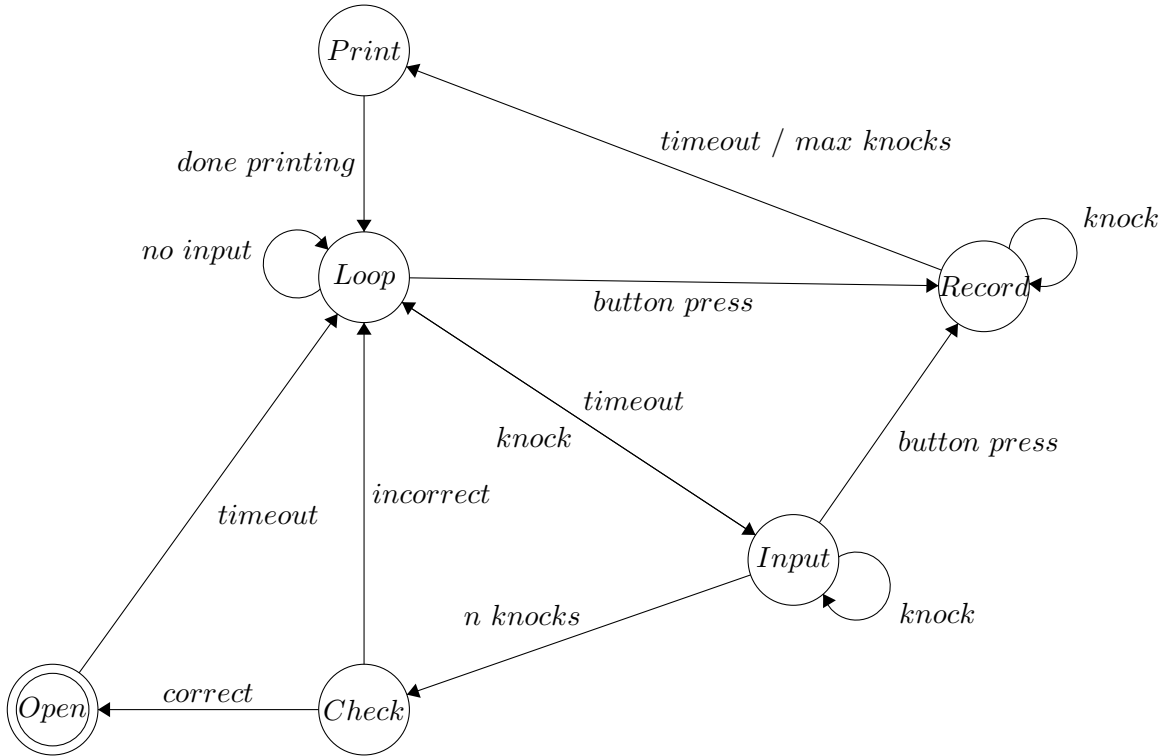 Print
timeout / max knocks
done printing
knock
no input
Loop
Record
button press
timeout
knock
button press
incorrect
timeout
Input
n knocks
knock
correct
Open
Check